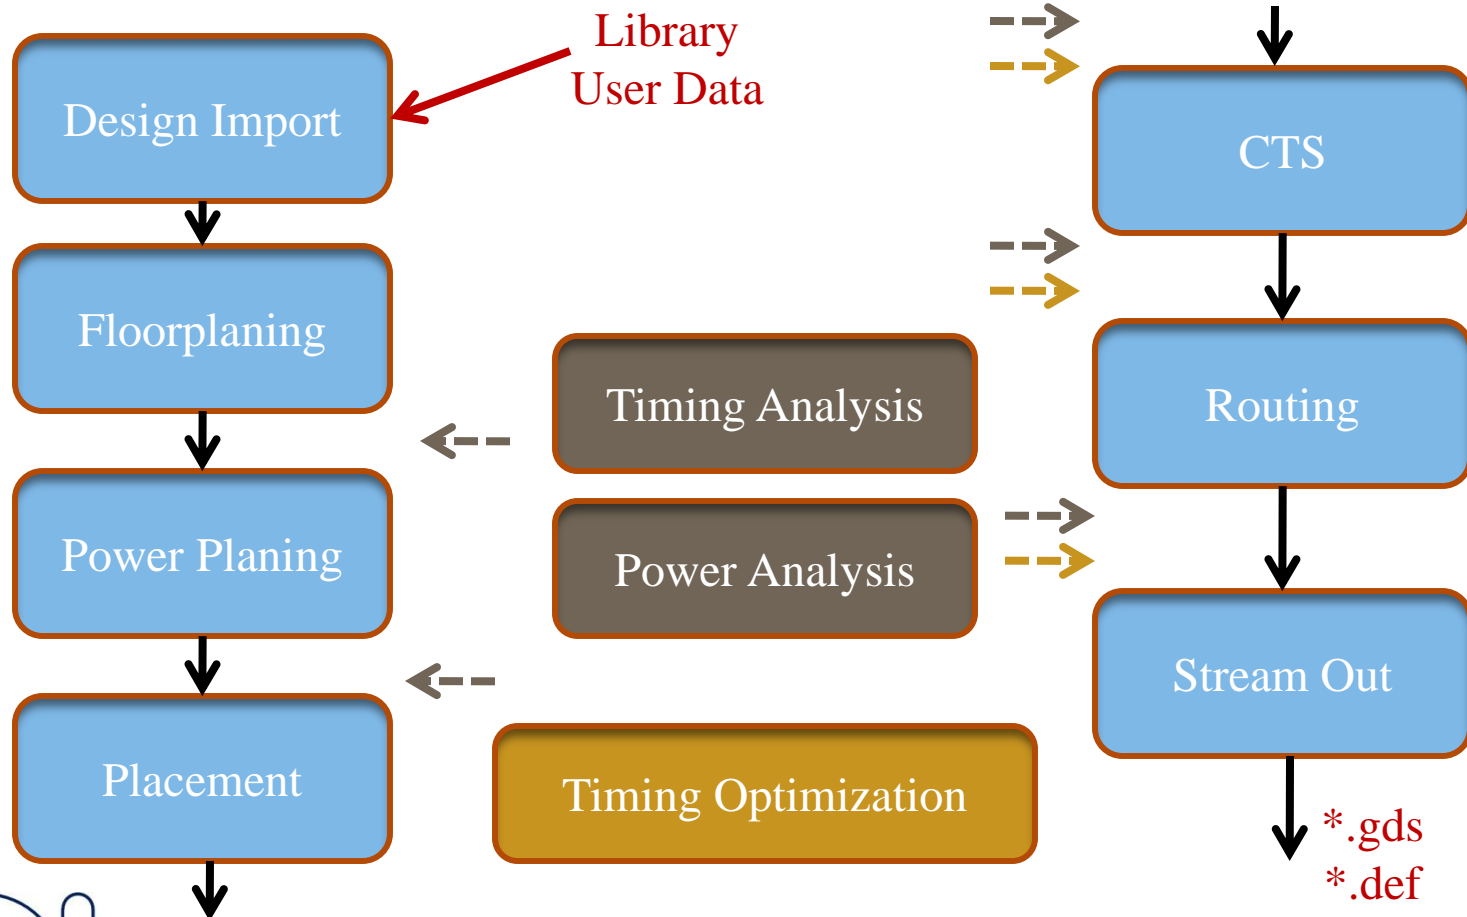 Library
User Data
Design Import
Floorplaning
Power Planing
Placement
Timing Analysis
Power Analysis
Timing Optimization
CTS
Routing
Stream Out
*.gds
*.def